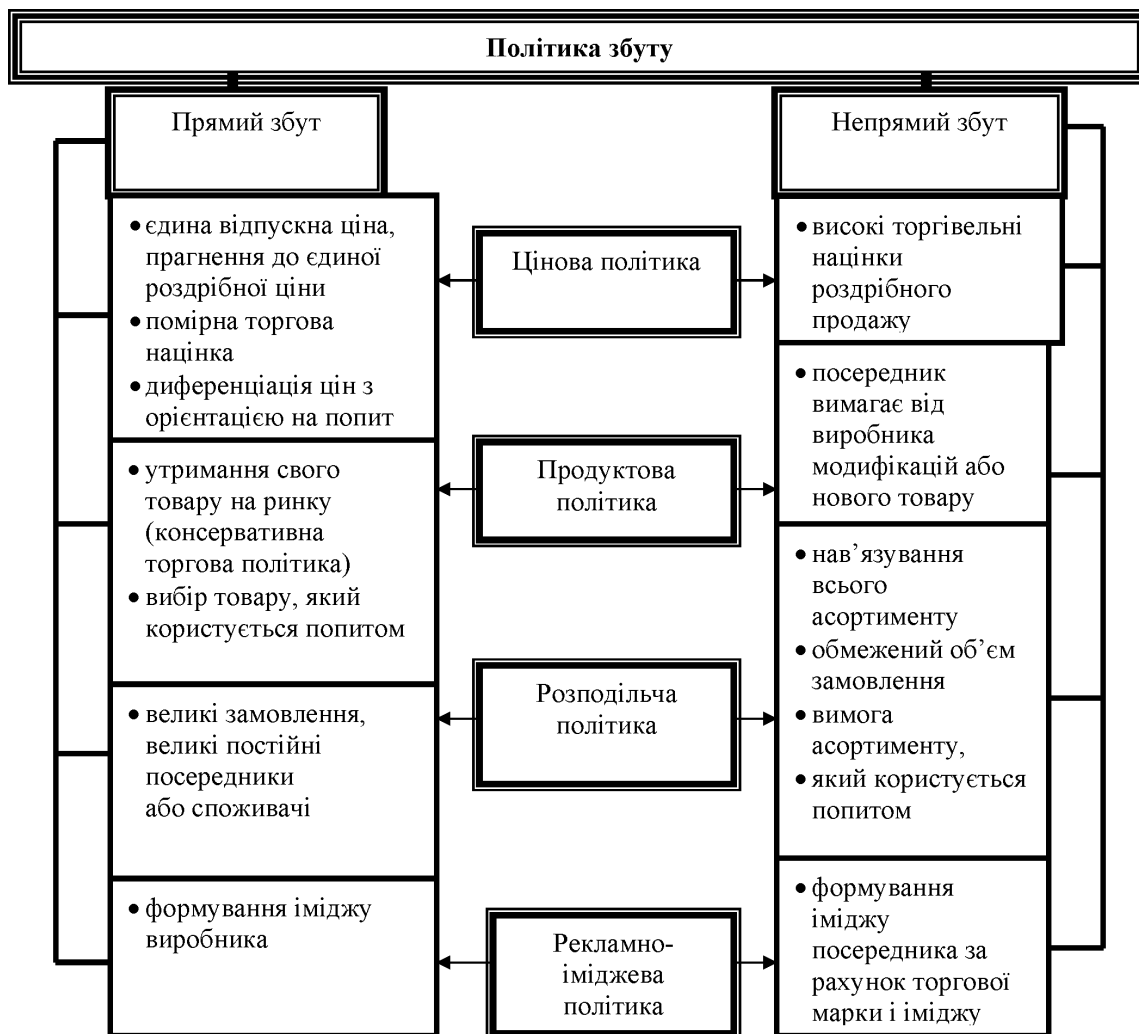 Політика збуту
Прямий збут
Непрямий збут
• єдина відпускна ціна,
прагнення до єдиної
роздрібної ціни
• помірна торгова
націнка
• диференціація цін з
орієнтацією на попит
Цінова політика
• високі торгівельні
націнки
роздрібного
продажу
• утримання свого
товару на ринку
(консервативна
торгова політика)
• вибір товару, який
користується попитом
Продуктова
політика
• посередник
вимагає від
виробника
модифікацій або
нового товару
• великі замовлення,
великі постійні
посередники
або споживачі
Розподільча
політика
• нав’язування
всього
асортименту
• обмежений об’єм
замовлення
• вимога
асортименту,
• який користується
попитом
• формування іміджу
виробника
Рекламно-
іміджева
політика
• формування
іміджу
посередника за
рахунок торгової
марки і іміджу